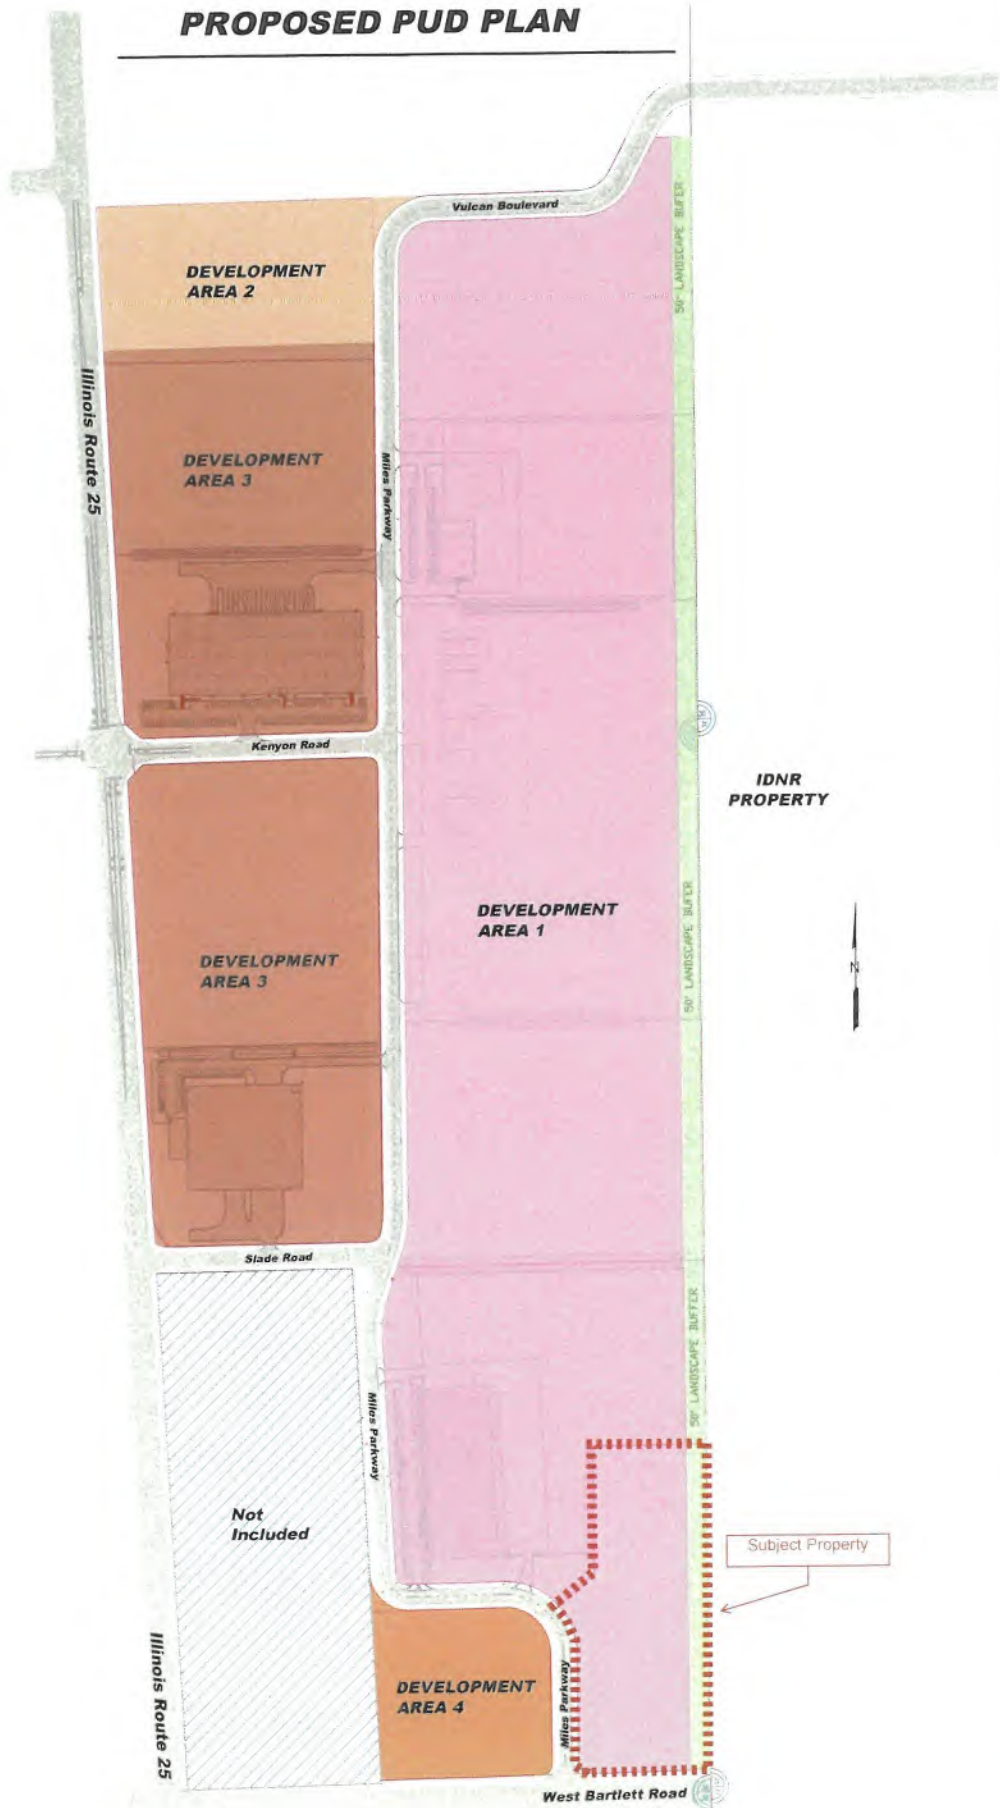 PROPOSED PUD PLAN
Vulcan Boulevard
50' LANDSCAPE BUFER
DEVELOPMENT
AREA 2
Illinois Route 25
DEVELOPMENT
AREA 3
Miles Parkway
Kenyon Road
IDNR
PROPERTY
DEVELOPMENT
AREA 1
50' LANDSCAPE BUFER
N
DEVELOPMENT
AREA 3
Slade Road
50' LANDSCAPE BUFFER
Miles Parkway
Not
Included
Subject Property
Illinois Route 25
DEVELOPMENT
AREA 4
Miles Parkway
West Bartlett Road